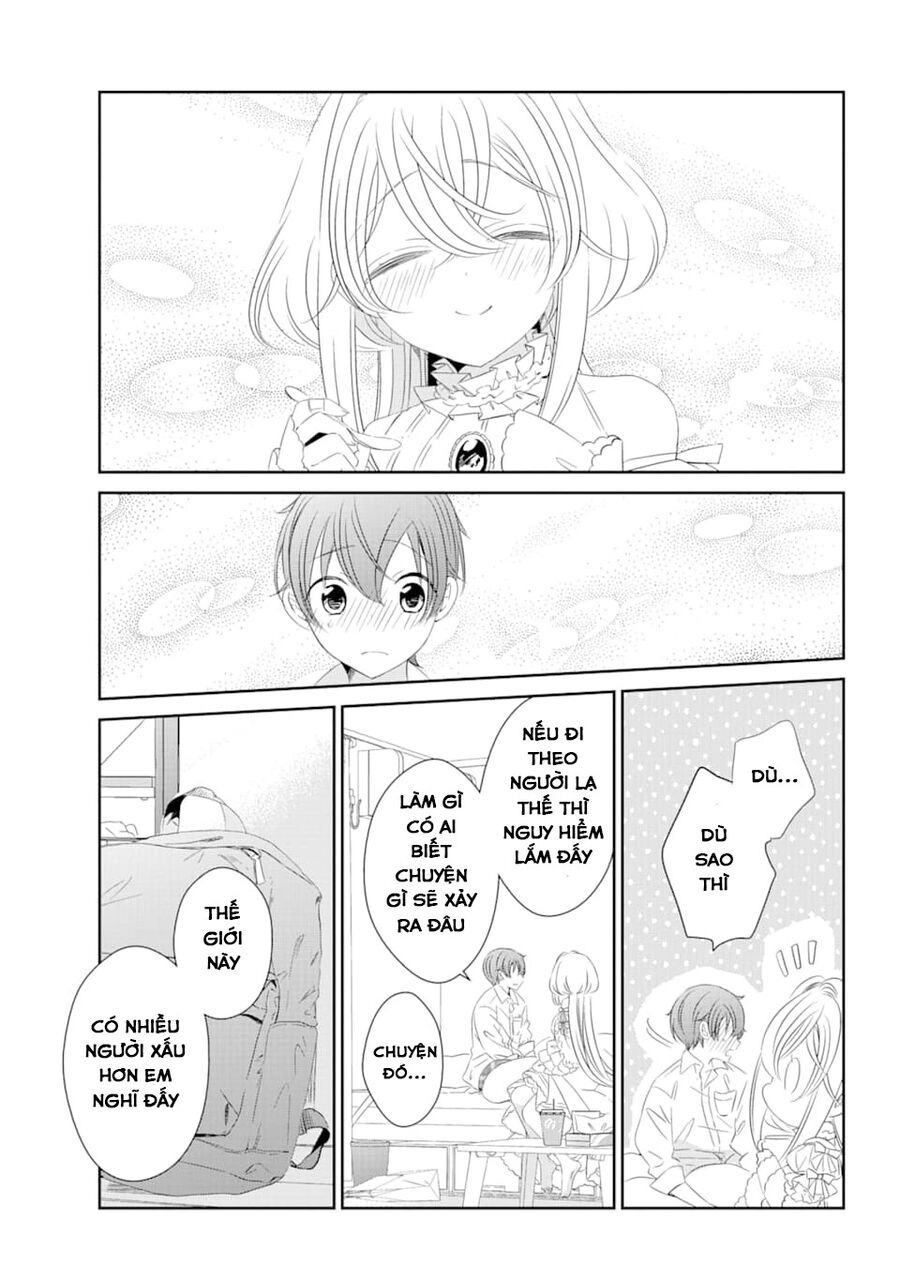 DÙ...
DÙ
SAO
THÌ
NẾU ĐI
THEO
NGƯỜI LẠ
THẾ THÌ
NGUY HIỂM
LẮM ĐẤY
LÀM GÌ
CÓ AI
BIẾT
CHUYỆN
GÌ SẼ XẢY
RA ĐÂU
CHUYỆN
ĐÓ...
THẾ
GIỚI
NÀY
CÓ NHIỀU
NGƯỜI XẤU
HƠN EM
NGHĨ ĐẤY